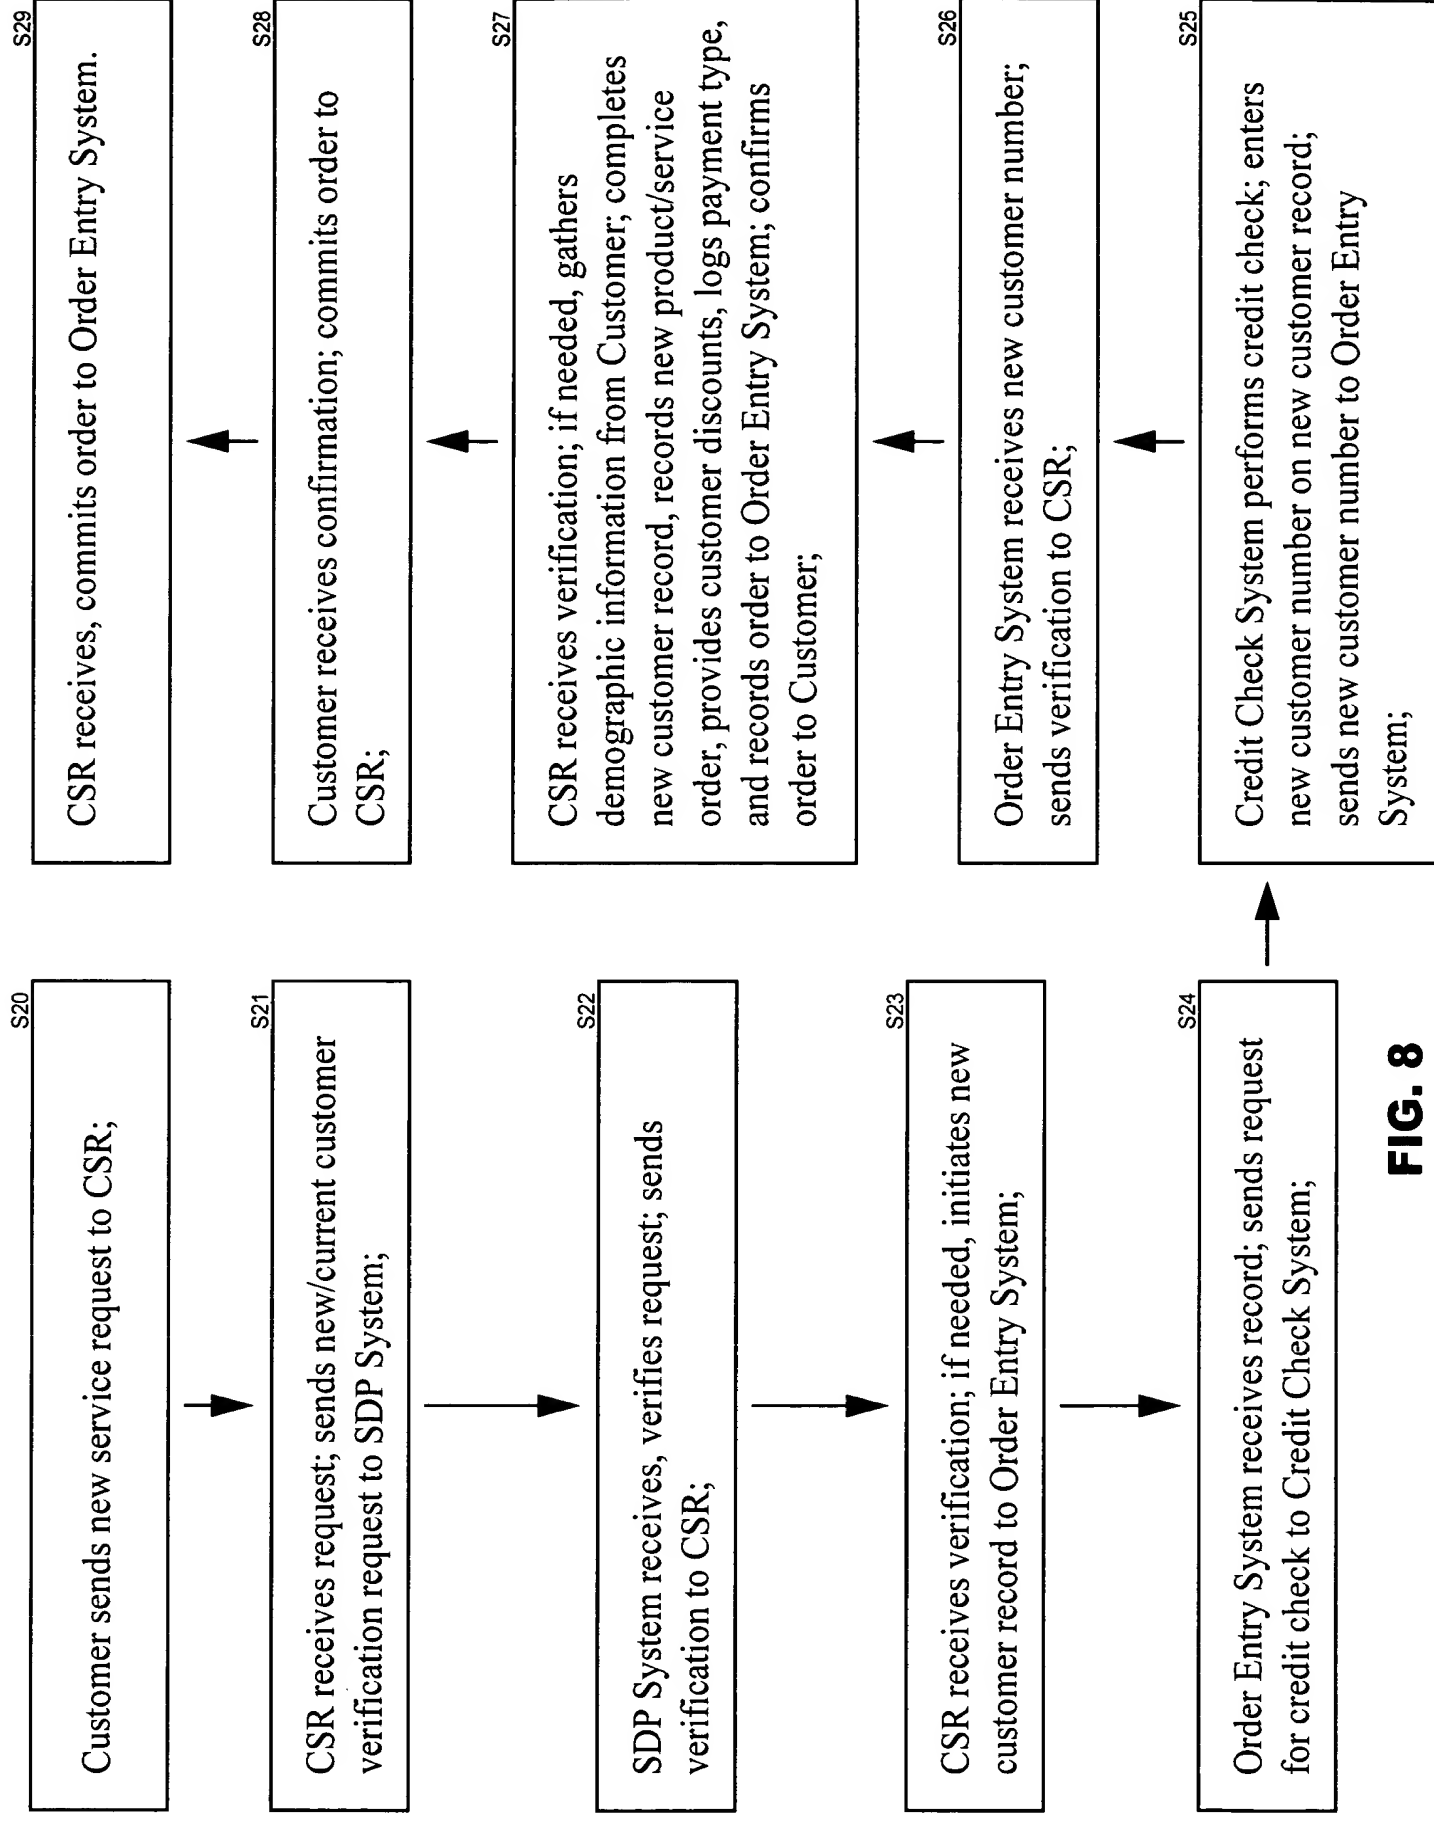 S20
Customer sends new service request to CSR;
S21
CSR receives request; sends new/current customer
verification request to SDP System;
S22
SDP System receives, verifies request; sends
verification to CSR;
S23
CSR receives verification; if needed, initiates new
customer record to Order Entry System;
S24
Order Entry System receives record; sends request
for credit check to Credit Check System;
S25
Credit Check System performs credit check; enters
new customer number on new customer record;
sends new customer number to Order Entry
System;
S26
Order Entry System receives new customer number;
sends verification to CSR;
S27
CSR receives verification; if needed, gathers
demographic information from Customer; completes
new customer record, records new product/service
order, provides customer discounts, logs payment type,
and records order to Order Entry System; confirms
order to Customer;
S28
Customer receives confirmation; commits order to
CSR;
S29
CSR receives, commits order to Order Entry System.
FIG. 8